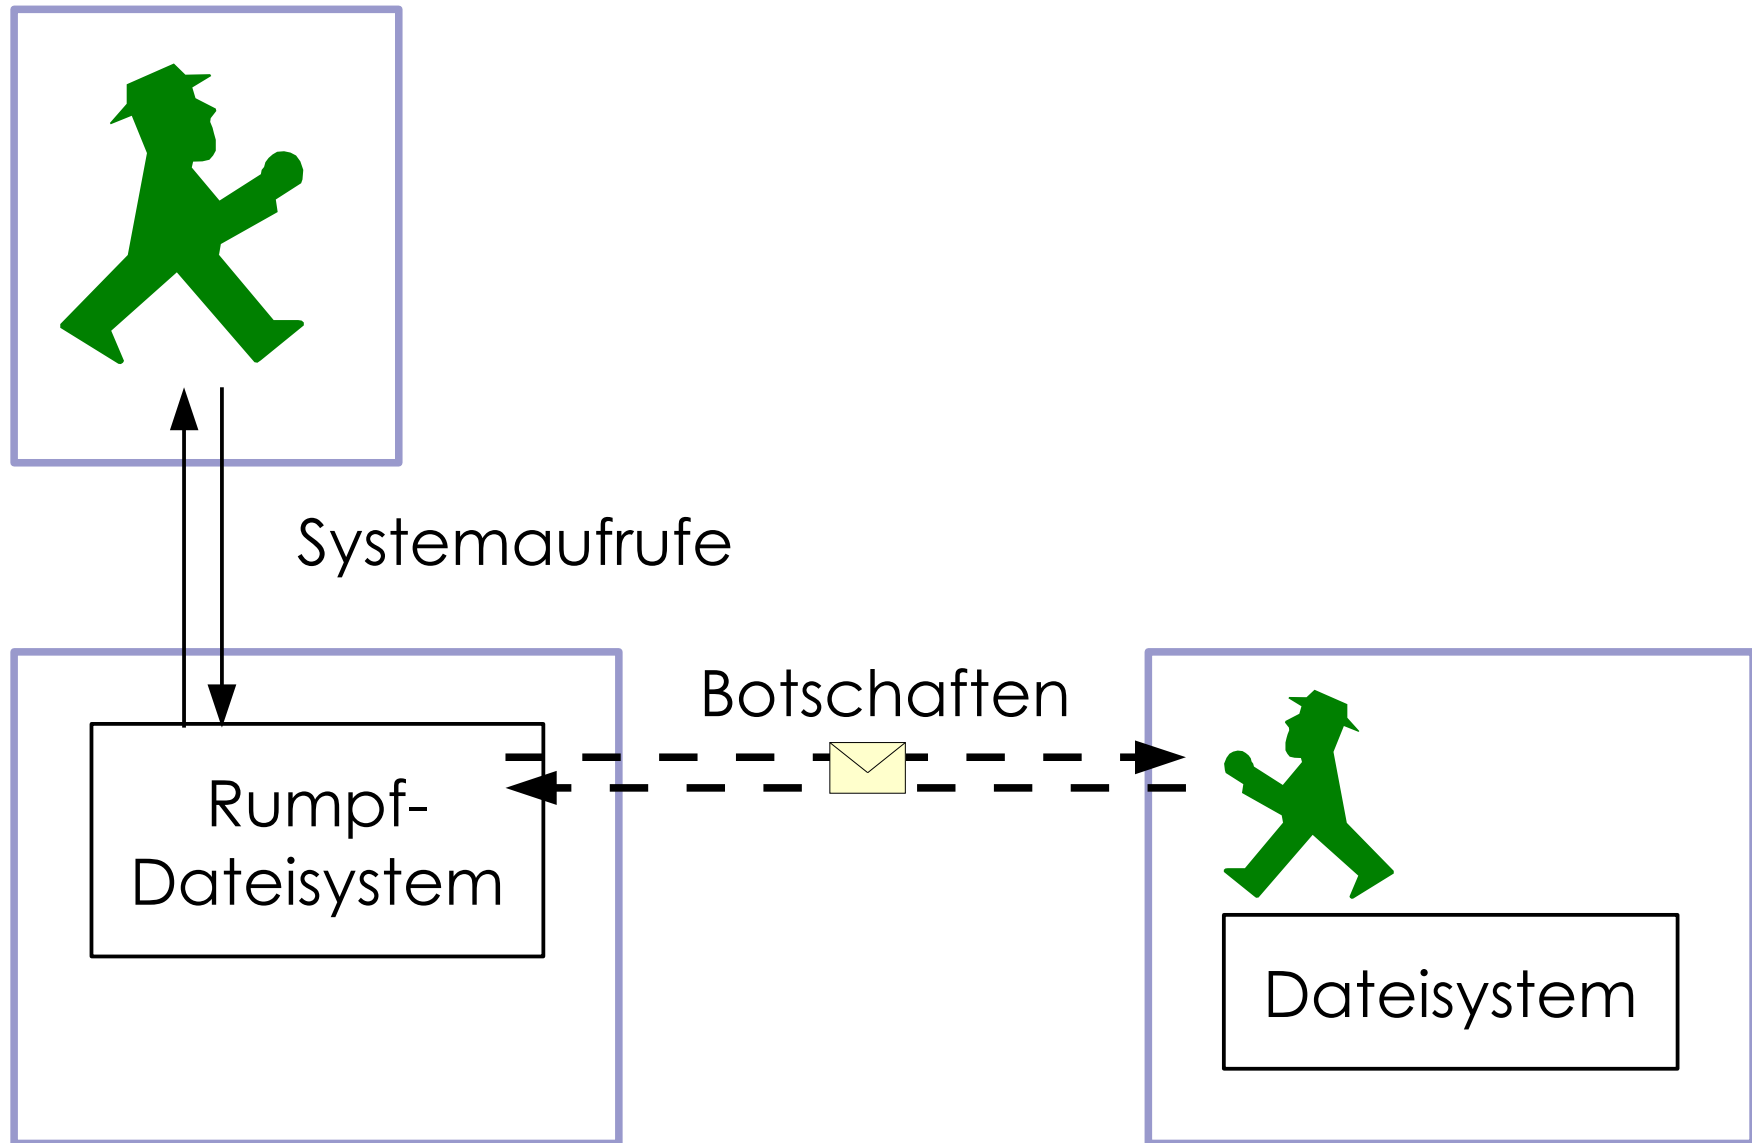 Systemaufrufe
Botschaften
Rumpf-
Dateisystem
Dateisystem